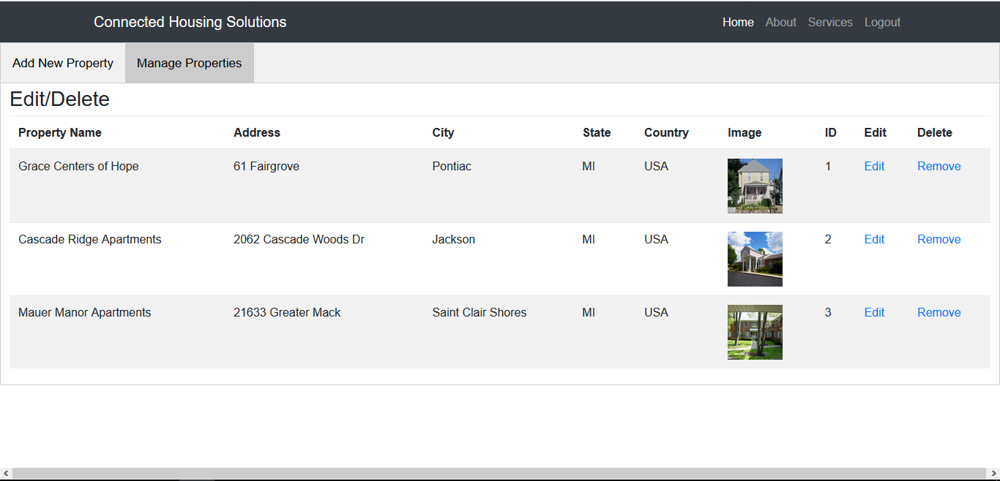 Connected Housing Solutions Home About Services Logout
Add New Property Manage Properties
Edit/Delete
Property Name Address City State Country Image ID Edit Delete
Grace Centers of Hope 61 Fairgrove Pontiac MI USA 1 Edit Remove
Cascade Ridge Apartments 2062 Cascade Woods Dr Jackson MI USA 2 Edit Remove
Mauer Manor Apartments 21633 Greater Mack Saint Clair Shores MI USA 3 Edit Remove